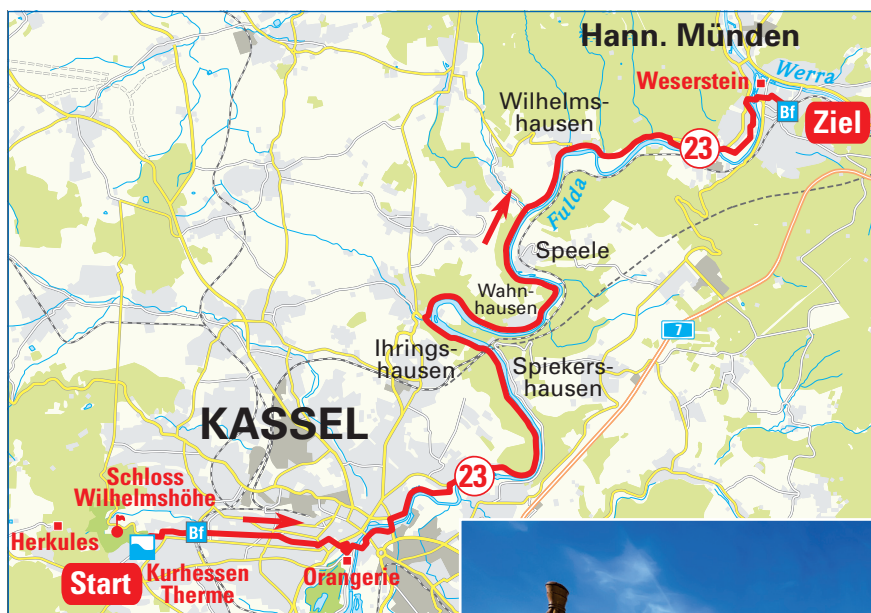 Hann. Münden
Weserstein
Werra
Bf
Ziel
Wilhelms-
hausen
23
Fulda
Speele
Wahn-
hausen
7
Ihrings-
hausen
Spiekers-
hausen
KASSEL
23
Schloss
Wilhelmshöhe
Bf
Herkules
Start
Kurhessen
Therme
Orangerie